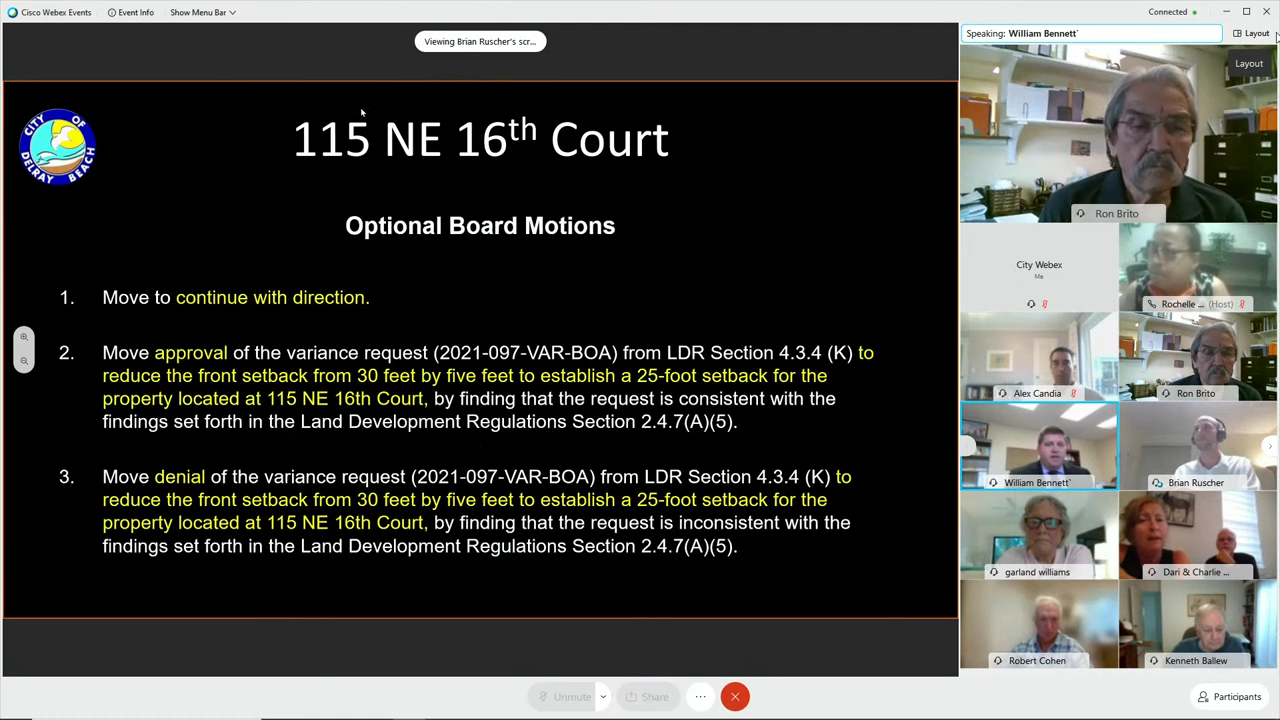 Cisco Webex Events
Event Info
Show Menu Bar
Connected
Viewing Brian Ruscher's scr...
Speaking: William Bennett`
Layout
Layout
CITY OF
DELRAY BEACH
115 NE 16th Court
Optional Board Motions
1. Move to continue with direction.
2. Move approval of the variance request (2021-097-VAR-BOA) from LDR Section 4.3.4 (K) to
reduce the front setback from 30 feet by five feet to establish a 25-foot setback for the
property located at 115 NE 16th Court, by finding that the request is consistent with the
findings set forth in the Land Development Regulations Section 2.4.7(A)(5).
3. Move denial of the variance request (2021-097-VAR-BOA) from LDR Section 4.3.4 (K) to
reduce the front setback from 30 feet by five feet to establish a 25-foot setback for the
property located at 115 NE 16th Court, by finding that the request is inconsistent with the
findings set forth in the Land Development Regulations Section 2.4.7(A)(5).
Ron Brito
City Webex
Me
Rochelle ... (Host)
Alex Candia
Ron Brito
William Bennett`
Brian Ruscher
garland williams
Dari & Charlie ...
Robert Cohen
Kenneth Ballew
Unmute
Share
Participants